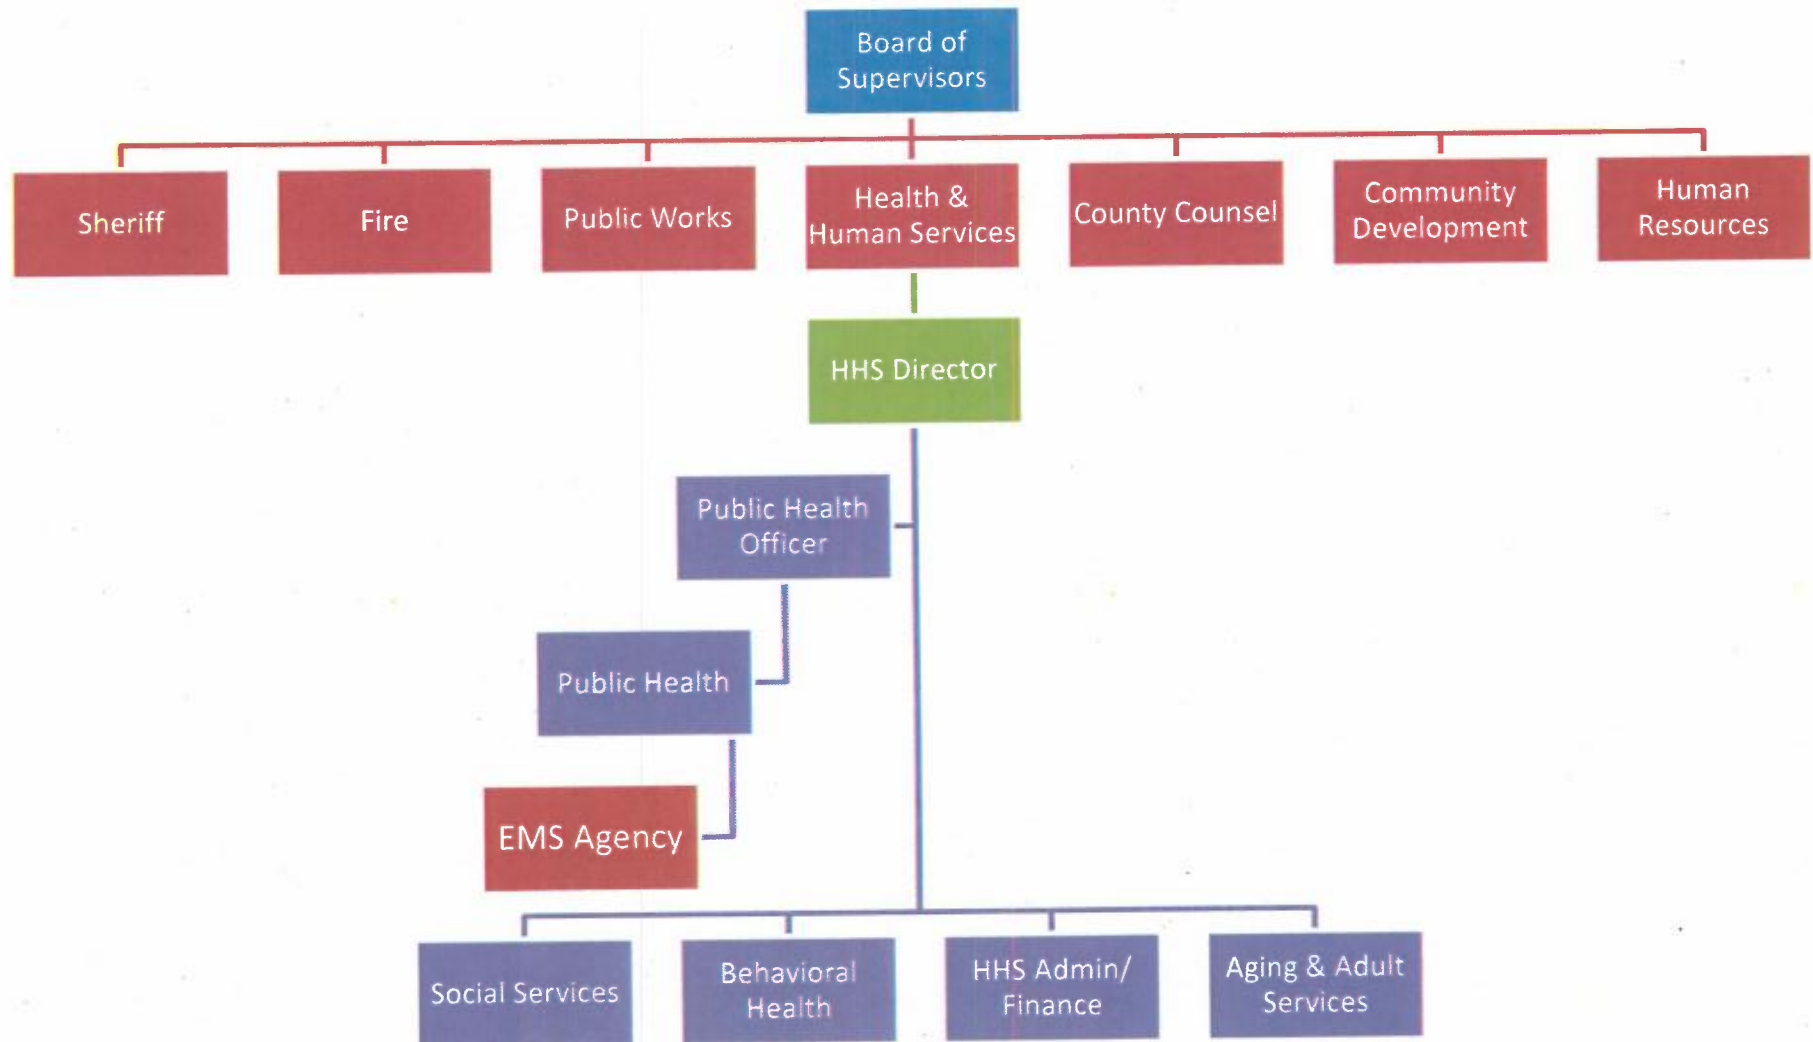 Board of
Supervisors
Sheriff
Fire
Public Works
Health &
Human Services
County Counsel
Community
Development
Human
Resources
HHS Director
Public Health
Officer
Public Health
EMS Agency
Social Services
Behavioral
Health
HHS Admin/
Finance
Aging & Adult
Services